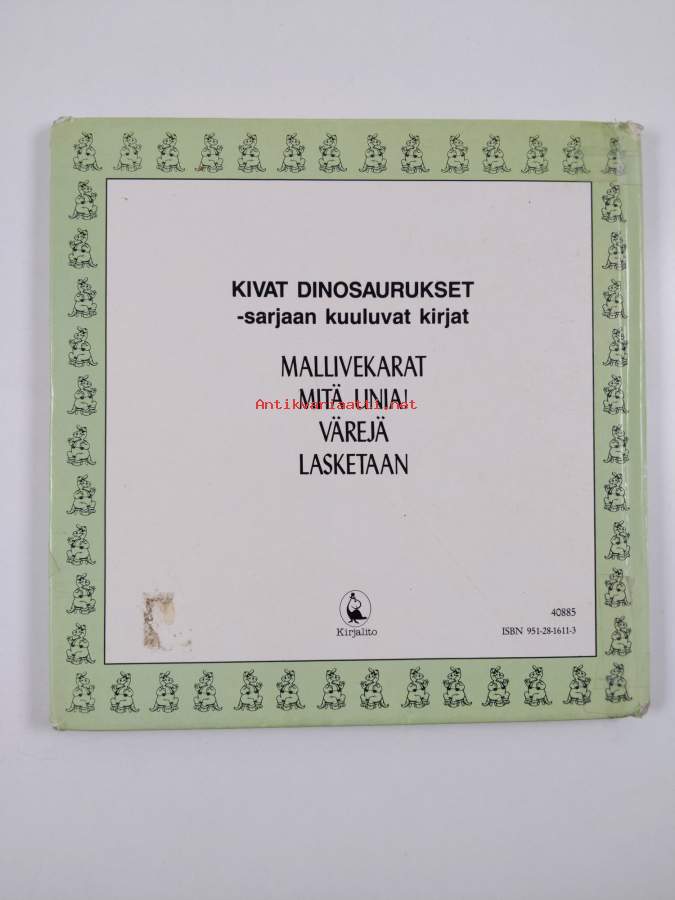 KIVAT DINOSAURUKSET
-sarjaan kuuluvat kirjat
MALLIVEKARAT
MITÄ UNIA!
Antikvariaatti.net
VÄREJÄ
LASKETAAN
Kirjalito
40885
ISBN 951-28-1611-3